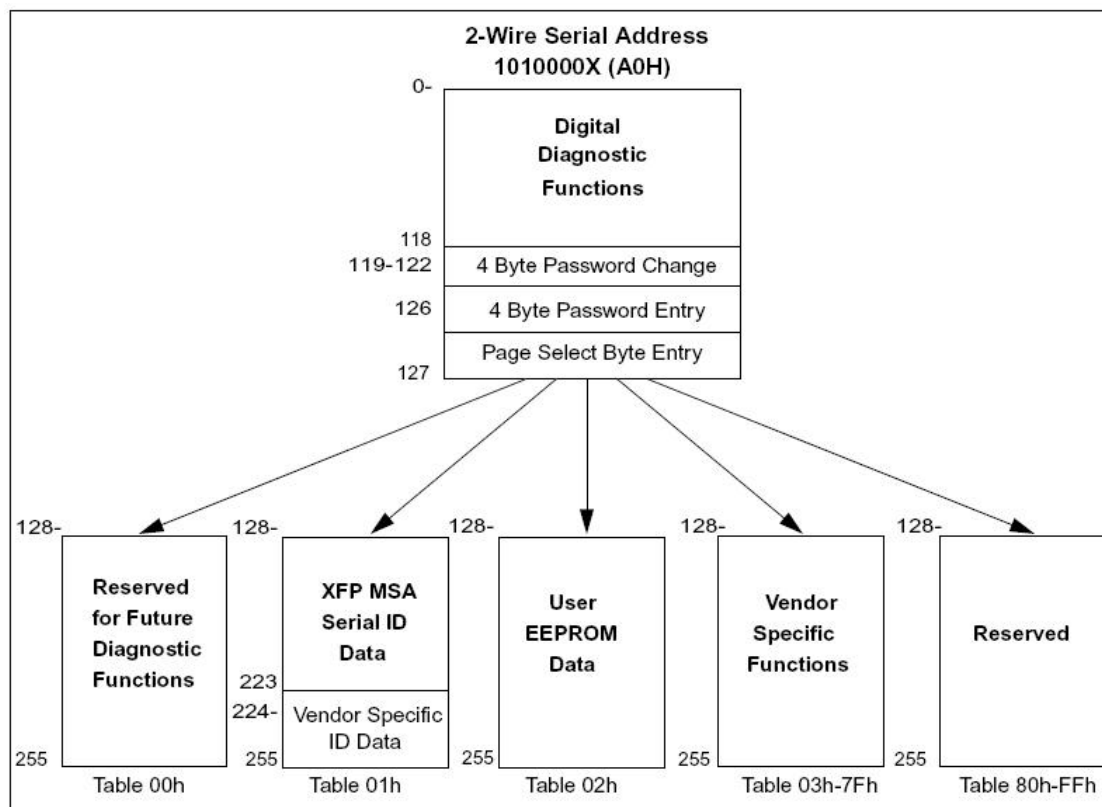 2-Wire Serial Address
1010000X (A0H)
0-
Digital
Diagnostic
Functions
118
119-122
4 Byte Password Change
126
4 Byte Password Entry
Page Select Byte Entry
127
128-
Reserved
for Future
Diagnostic
Functions
255
Table 00h
128-
XFP MSA
Serial ID
Data
223
224-
Vendor Specific
ID Data
255
Table 01h
128-
User
EEPROM
Data
255
Table 02h
128-
Vendor
Specific
Functions
255
Table 03h-7Fh
128-
Reserved
255
Table 80h-FFh